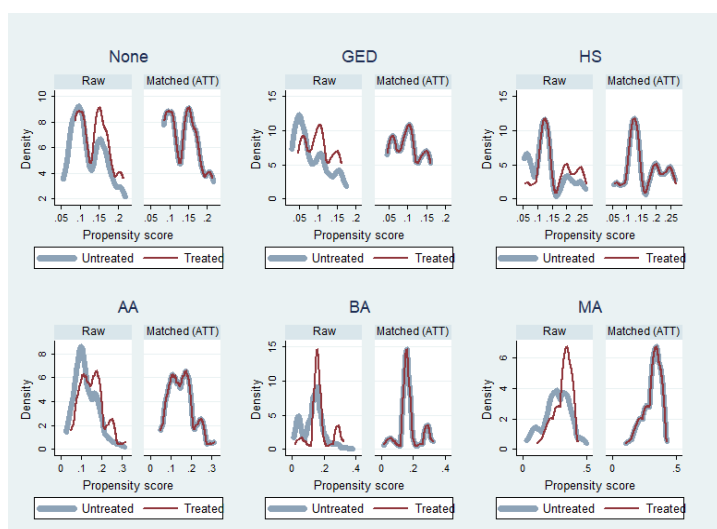 None GED HS
Raw Matched (ATT) Raw Matched (ATT) Raw Matched (ATT)
Density
2 4 6 8 10
.05 .1 .15 .2 .05 .1 .15 .2
Propensity score
Untreated Treated
Density
0 5 10 15
.05 .1 .15 .2 .05 .1 .15 .2
Propensity score
Untreated Treated
Density
0 5 10 15
.05 .1 .15 .2 .25 .05 .1 .15 .2 .25
Propensity score
Untreated Treated
AA BA MA
Raw Matched (ATT) Raw Matched (ATT) Raw Matched (ATT)
Density
0 2 4 6 8
0 .1 .2 .3 0 .1 .2 .3
Propensity score
Untreated Treated
Density
0 5 10 15
0 .2 .4 0 .2 .4
Propensity score
Untreated Treated
Density
0 2 4 6
0 .5 0 .5
Propensity score
Untreated Treated